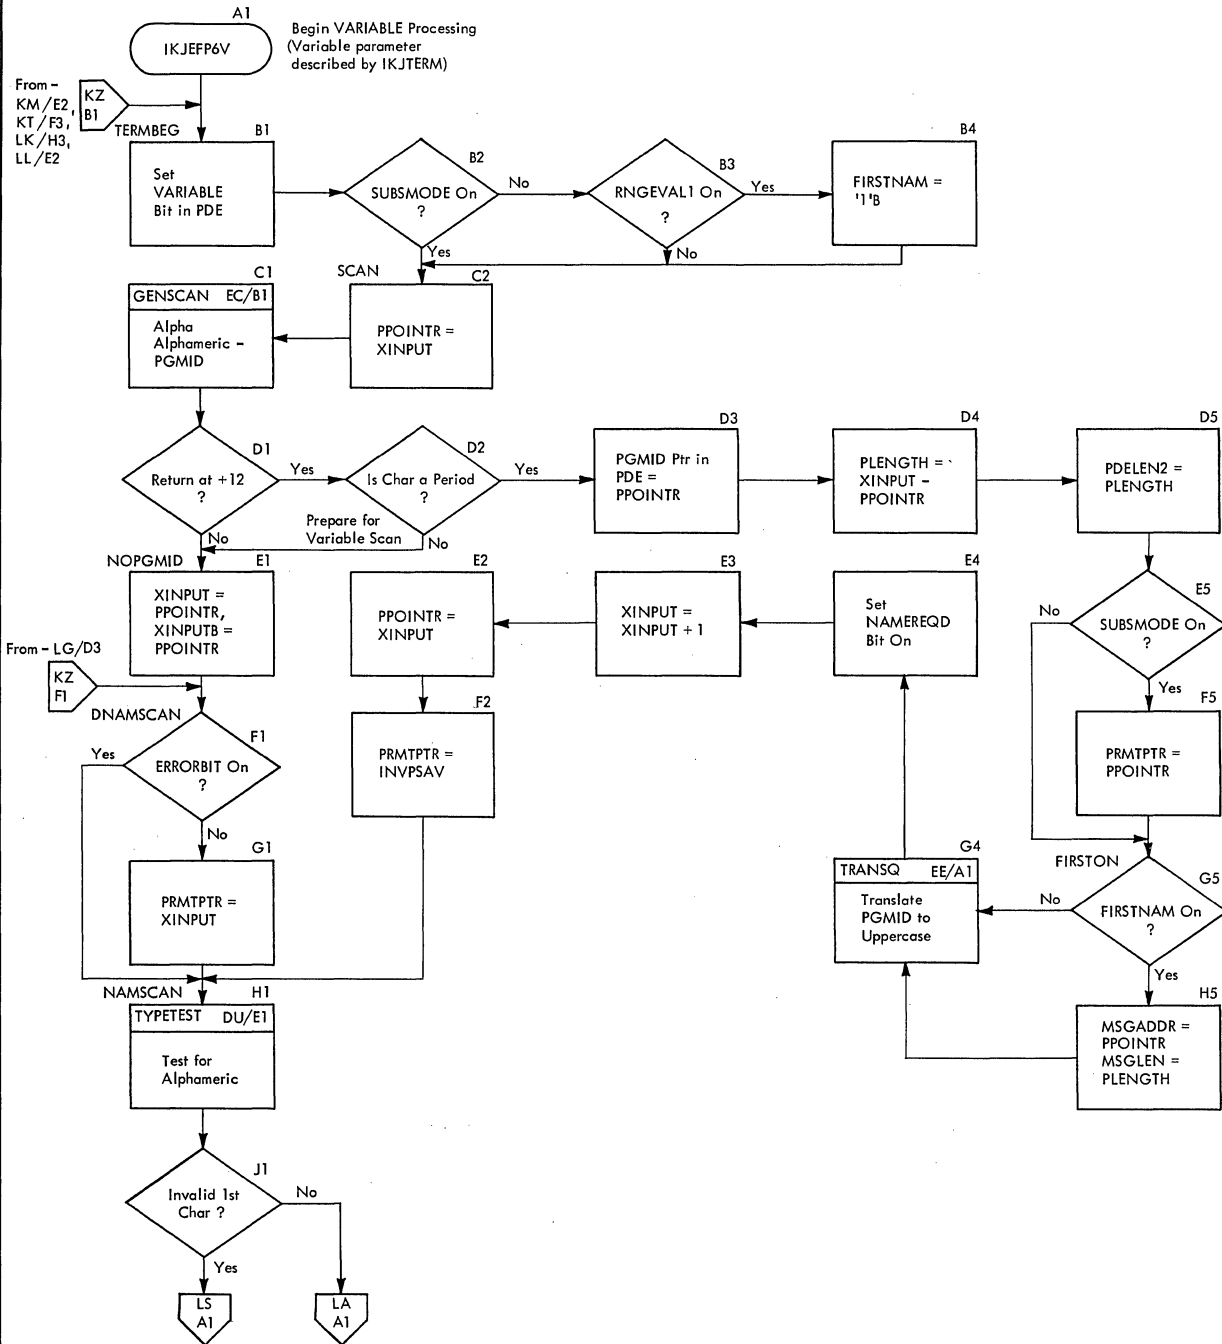 A1
IKJEFP6V
Begin VARIABLE Processing
(Variable parameter
described by IKJTERM)
From -
KM/E2,
KT/F3,
LK/H3,
LL/E2
KZ
B1
TERMBEG
B1
Set
VARIABLE
Bit in PDE
B2
SUBSMODE On
?
No
Yes
B3
RNGEVAL1 On
?
Yes
No
B4
FIRSTNAM =
'1'B
SCAN
C2
PPOINTR =
XINPUT
C1
GENSCAN EC/B1
Alpha
Alphameric -
PGMID
D1
Return at +12
?
Yes
No
D2
Is Char a Period
?
Yes
No
Prepare for
Variable Scan
D3
PGMID Ptr in
PDE =
PPOINTR
D4
PLENGTH =
XINPUT -
PPOINTR
D5
PDELEN2 =
PLENGTH
NOPGMID
E1
XINPUT =
PPOINTR,
XINPUTB =
PPOINTR
E2
PPOINTR =
XINPUT
E3
XINPUT =
XINPUT + 1
E4
Set
NAMEREQD
Bit On
E5
SUBSMODE On
?
No
Yes
From - LG/D3
KZ
F1
DNAMSCAN
F1
ERRORBIT On
?
Yes
No
F2
PRMTPTR =
INVPSAV
F5
PRMTPTR =
PPOINTR
G1
PRMTPTR =
XINPUT
G4
TRANSQ EE/A1
Translate
PGMID to
Uppercase
FIRSTON
G5
FIRSTNAM On
?
No
Yes
NAMSCAN
H1
TYPETEST DU/E1
Test for
Alphameric
H5
MSGADDR =
PPOINTR
MSGLEN =
PLENGTH
J1
Invalid 1st
Char ?
No
Yes
LS
A1
LA
A1